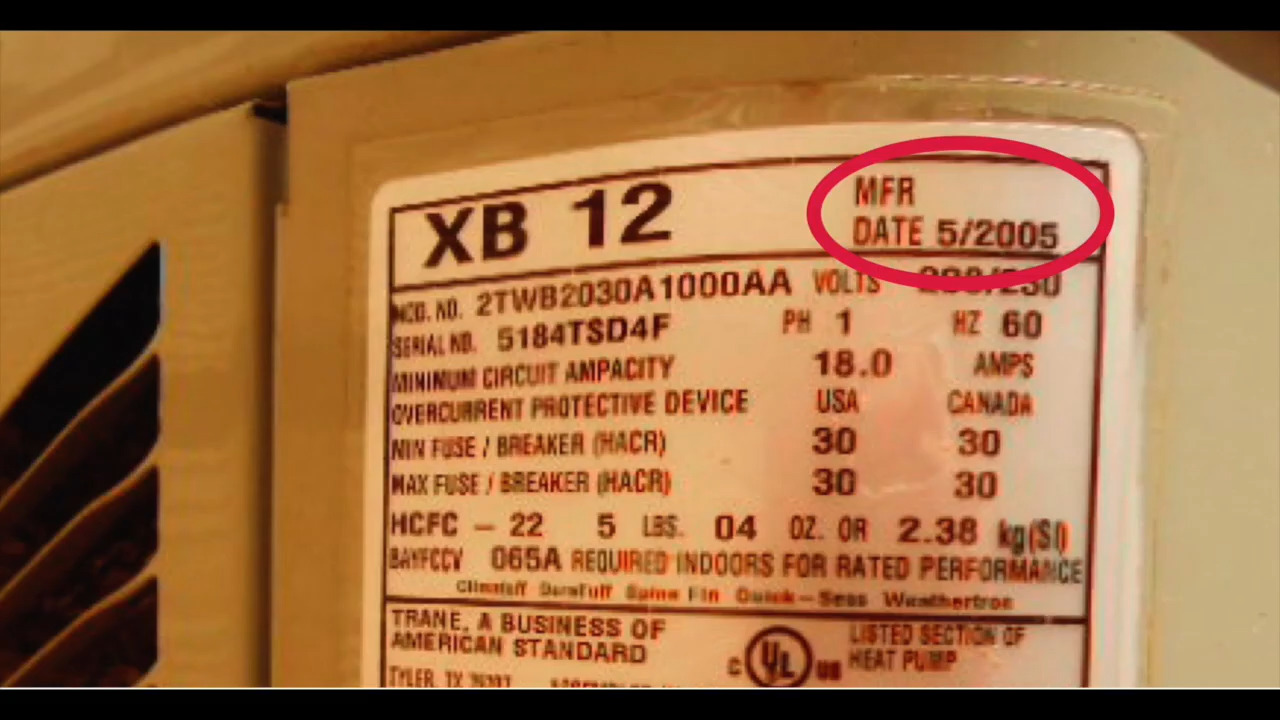 XB 12
MFR
DATE 5/2005
MOD. NO. 2TWB2030A1000AA VOLTS 200/230
SERIAL NO. 5184TSD4F PH 1 HZ 60
MINIMUM CIRCUIT AMPACITY 18.0 AMPS
OVERCURRENT PROTECTIVE DEVICE USA CANADA
MIN FUSE / BREAKER (HACR) 30 30
MAX FUSE / BREAKER (HACR) 30 30
HCFC - 22 5 LBS. 04 OZ. OR 2.38 kg(SI)
BAYFCCV 065A REQUIRED INDOORS FOR RATED PERFORMANCE
Climatuff DuraTuff Spine Fin Quick-Sess Weathertron
TRANE, A BUSINESS OF
AMERICAN STANDARD
TYLER, TX
C UL US
LISTED SECTION OF
HEAT PUMP